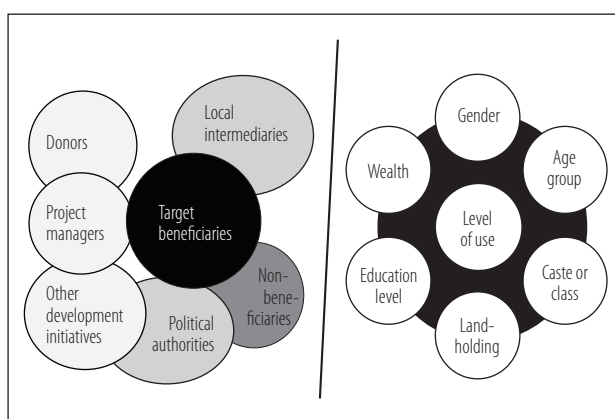 Donors
Local
intermediaries
Project
managers
Target
beneficiaries
Other
development
initiatives
Political
authorities
Non-
bene-
ficiaries
Gender
Wealth
Age
group
Level
of use
Education
level
Caste or
class
Land-
holding